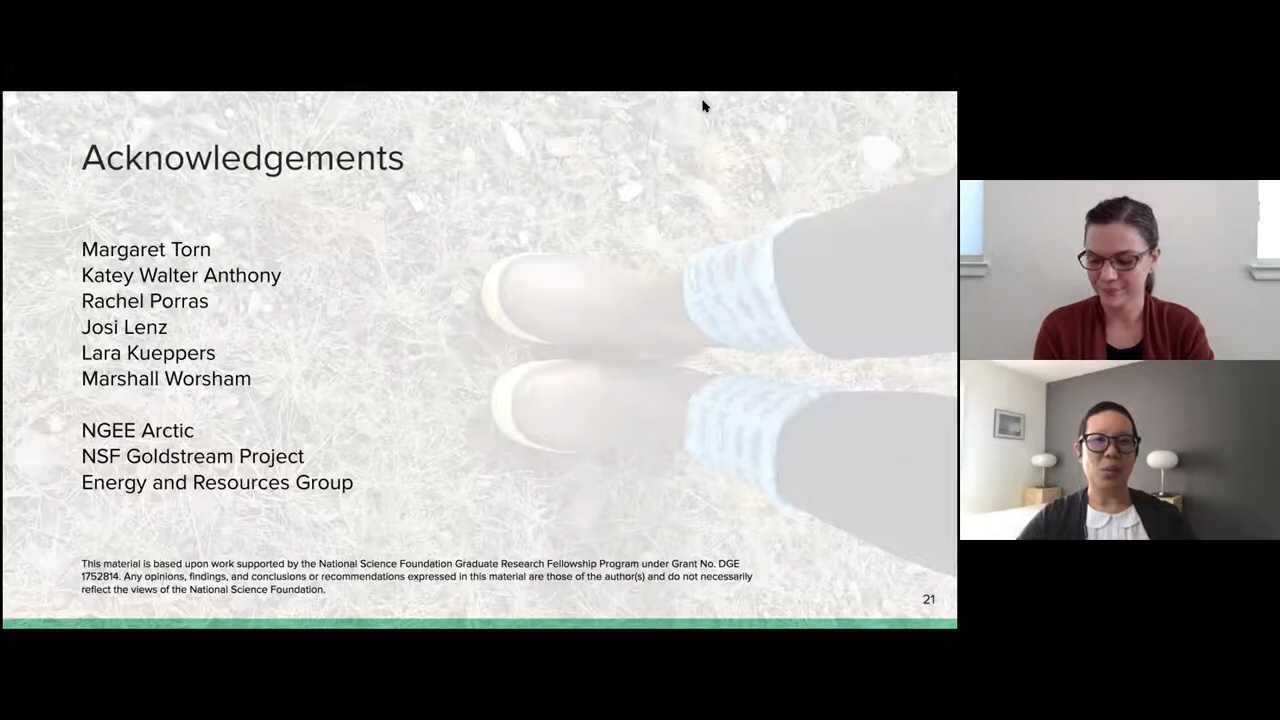 Acknowledgements
Margaret Torn
Katey Walter Anthony
Rachel Porras
Josi Lenz
Lara Kueppers
Marshall Worsham
NGEE Arctic
NSF Goldstream Project
Energy and Resources Group
This material is based upon work supported by the National Science Foundation Graduate Research Fellowship Program under Grant No. DGE
1752814. Any opinions, findings, and conclusions or recommendations expressed in this material are those of the author(s) and do not necessarily
reflect the views of the National Science Foundation.
21